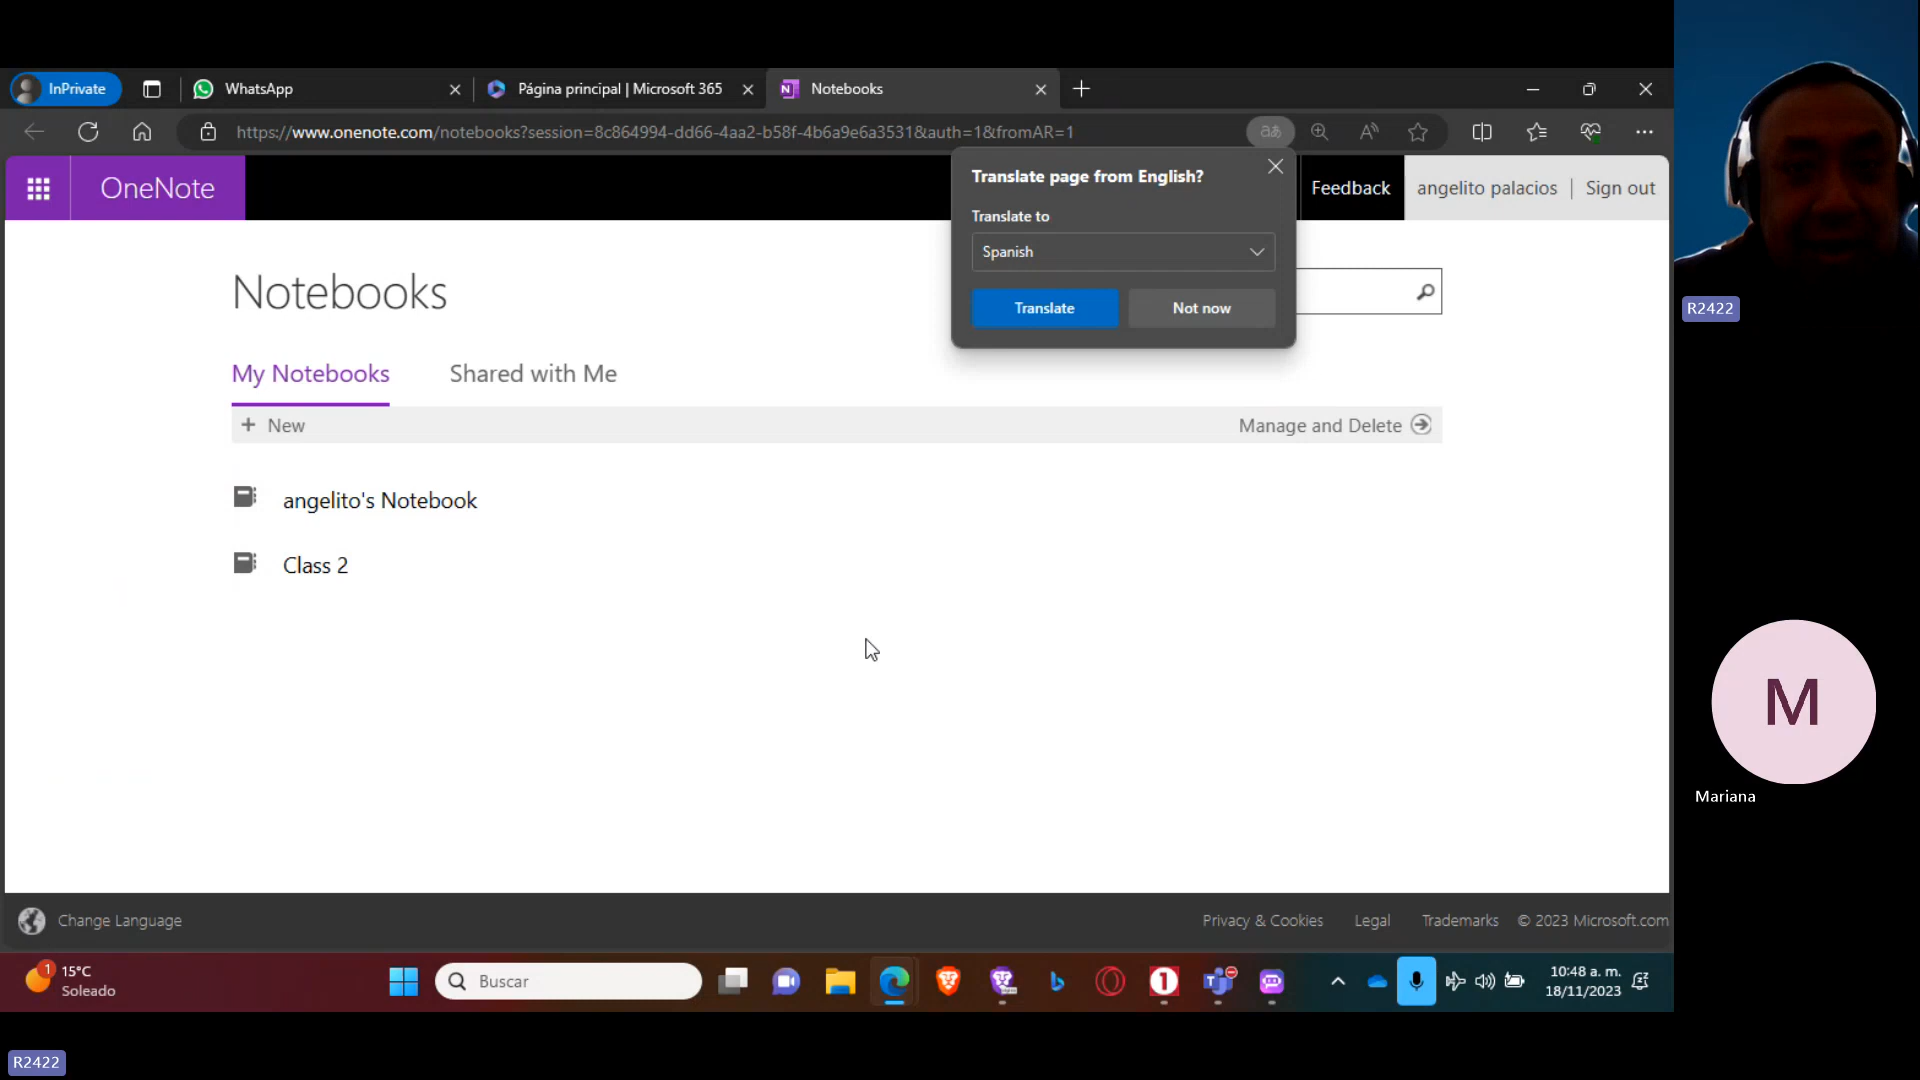 InPrivate
WhatsApp
Página principal | Microsoft 365
Notebooks
https://www.onenote.com/notebooks?session=8c864994-dd66-4aa2-b58f-4b6a9e6a3531&auth=1&fromAR=1
OneNote
Feedback
angelito palacios
Sign out
Translate page from English?
Translate to
Spanish
Translate
Not now
Notebooks
My Notebooks
Shared with Me
+ New
Manage and Delete
angelito's Notebook
Class 2
Change Language
Privacy & Cookies
Legal
Trademarks
© 2023 Microsoft.com
1
15°C
Soleado
Buscar
10:48 a. m.
18/11/2023
R2422
M
Mariana
R2422